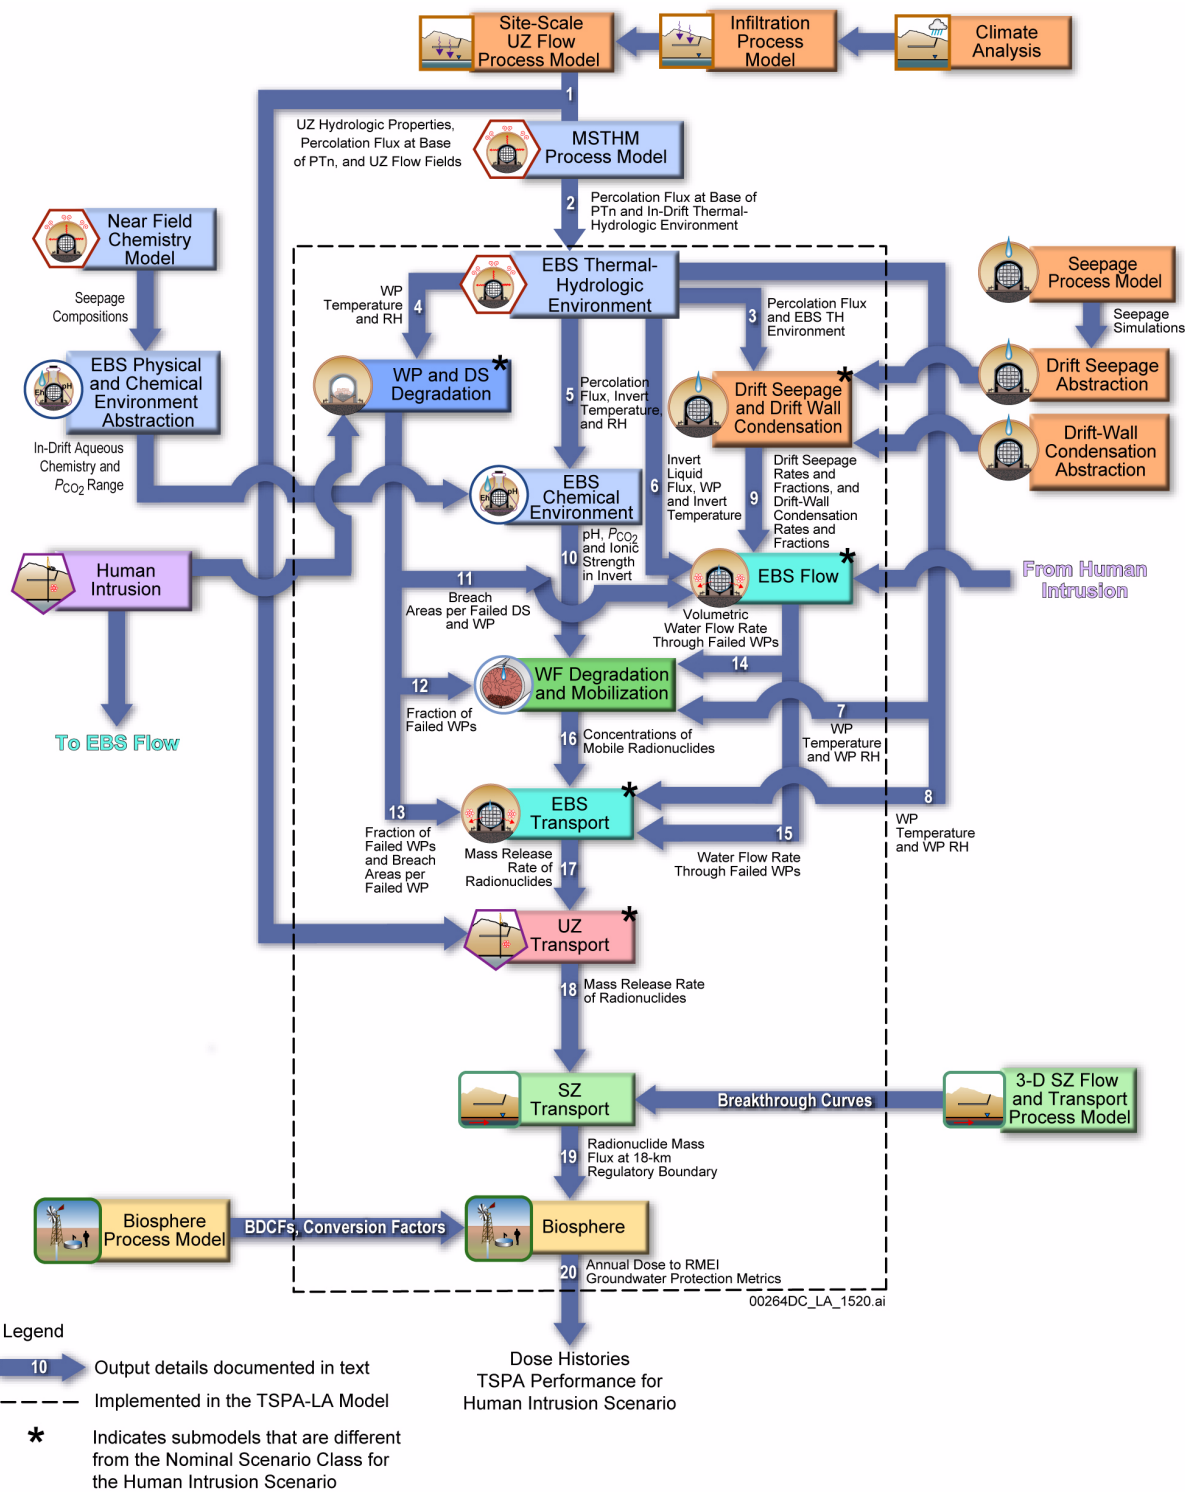 Site-Scale
UZ Flow
Process Model
Infiltration
Process
Model
Climate
Analysis
1
UZ Hydrologic Properties,
Percolation Flux at Base
of PTn, and UZ Flow Fields
MSTHM
Process Model
2
Percolation Flux at Base of
PTn and In-Drift Thermal-
Hydrologic Environment
Near Field
Chemistry
Model
Seepage
Compositions
EBS Thermal-
Hydrologic
Environment
Seepage
Process Model
Seepage
Simulations
WP
Temperature
and RH
4
3
Percolation Flux
and EBS TH
Environment
EBS Physical
and Chemical
Environment
Abstraction
Eh
pH
WP and DS
Degradation
*
5
Percolation
Flux, Invert
Temperature,
and RH
Drift Seepage
and Drift Wall
Condensation
*
Drift Seepage
Abstraction
Drift-Wall
Condensation
Abstraction
In-Drift Aqueous
Chemistry and
PCO2 Range
EBS
Chemical
Environment
Eh
pH
6
Invert
Liquid
Flux, WP
and Invert
Temperature
9
Drift Seepage
Rates and
Fractions, and
Drift-Wall
Condensation
Rates and
Fractions
10
pH, PCO2
and Ionic
Strength
in Invert
Human
Intrusion
11
Breach
Areas per Failed DS
and WP
EBS Flow
*
From Human
Intrusion
Volumetric
Water Flow Rate
Through Failed WPs
14
To EBS Flow
12
Fraction of
Failed WPs
WF Degradation
and Mobilization
7
WP
Temperature
and WP RH
16
Concentrations of
Mobile Radionuclides
13
Fraction of
Failed WPs
and Breach
Areas per
Failed WP
EBS
Transport
*
8
WP
Temperature
and WP RH
15
Water Flow Rate
Through Failed WPs
Mass Release
Rate of
Radionuclides
17
UZ
Transport
*
18
Mass Release Rate
of Radionuclides
SZ
Transport
Breakthrough Curves
3-D SZ Flow
and Transport
Process Model
19
Radionuclide Mass
Flux at 18-km
Regulatory Boundary
Biosphere
Process Model
BDCFs, Conversion Factors
Biosphere
20
Annual Dose to RMEI
Groundwater Protection Metrics
00264DC_LA_1520.ai
Dose Histories
TSPA Performance for
Human Intrusion Scenario
Legend
10
Output details documented in text
Implemented in the TSPA-LA Model
*
Indicates submodels that are different
from the Nominal Scenario Class for
the Human Intrusion Scenario